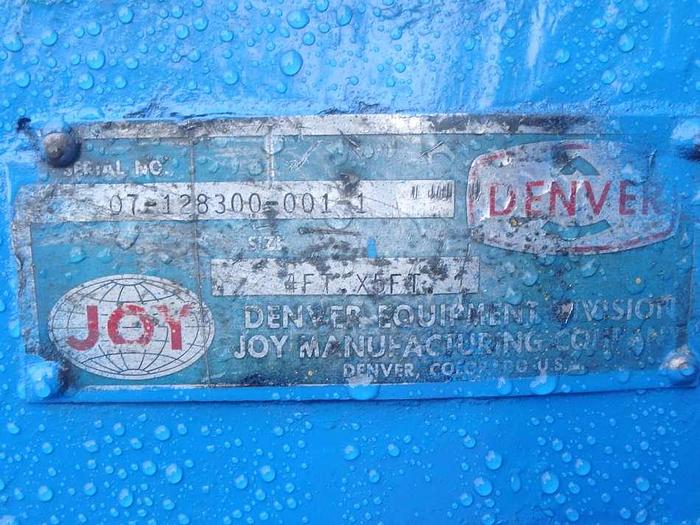 SERIAL NO.
07-128300-001-1
DENVER
SIZE
4FT. X5FT.
JOY
DENVER EQUIPMENT DIVISION
JOY MANUFACTURING COMPANY
DENVER, COLORADO U.S.A.